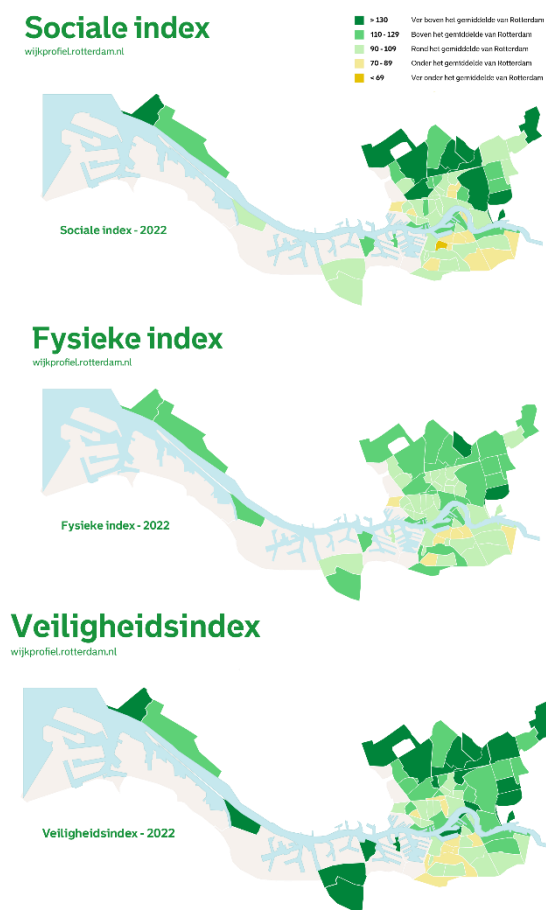 Sociale index
wijkprofiel.rotterdam.nl
> 130 Ver boven het gemiddelde van Rotterdam
110 - 129 Boven het gemiddelde van Rotterdam
90 - 109 Rond het gemiddelde van Rotterdam
70 - 89 Onder het gemiddelde van Rotterdam
< 69 Ver onder het gemiddelde van Rotterdam
Sociale index - 2022
Fysieke index
wijkprofiel.rotterdam.nl
Fysieke index - 2022
Veiligheidsindex
wijkprofiel.rotterdam.nl
Veiligheidsindex - 2022